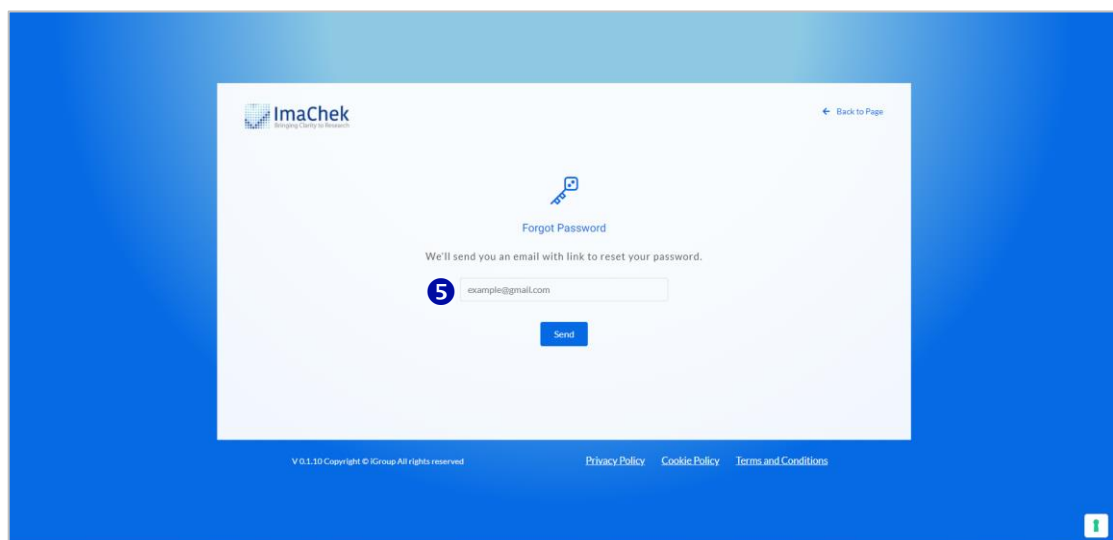 ImaChek
Bringing Clarity to Research
← Back to Page
Forgot Password
We'll send you an email with link to reset your password.
5
example@gmail.com
Send
V 0.1.10 Copyright © iGroup All rights reserved
Privacy Policy Cookie Policy Terms and Conditions